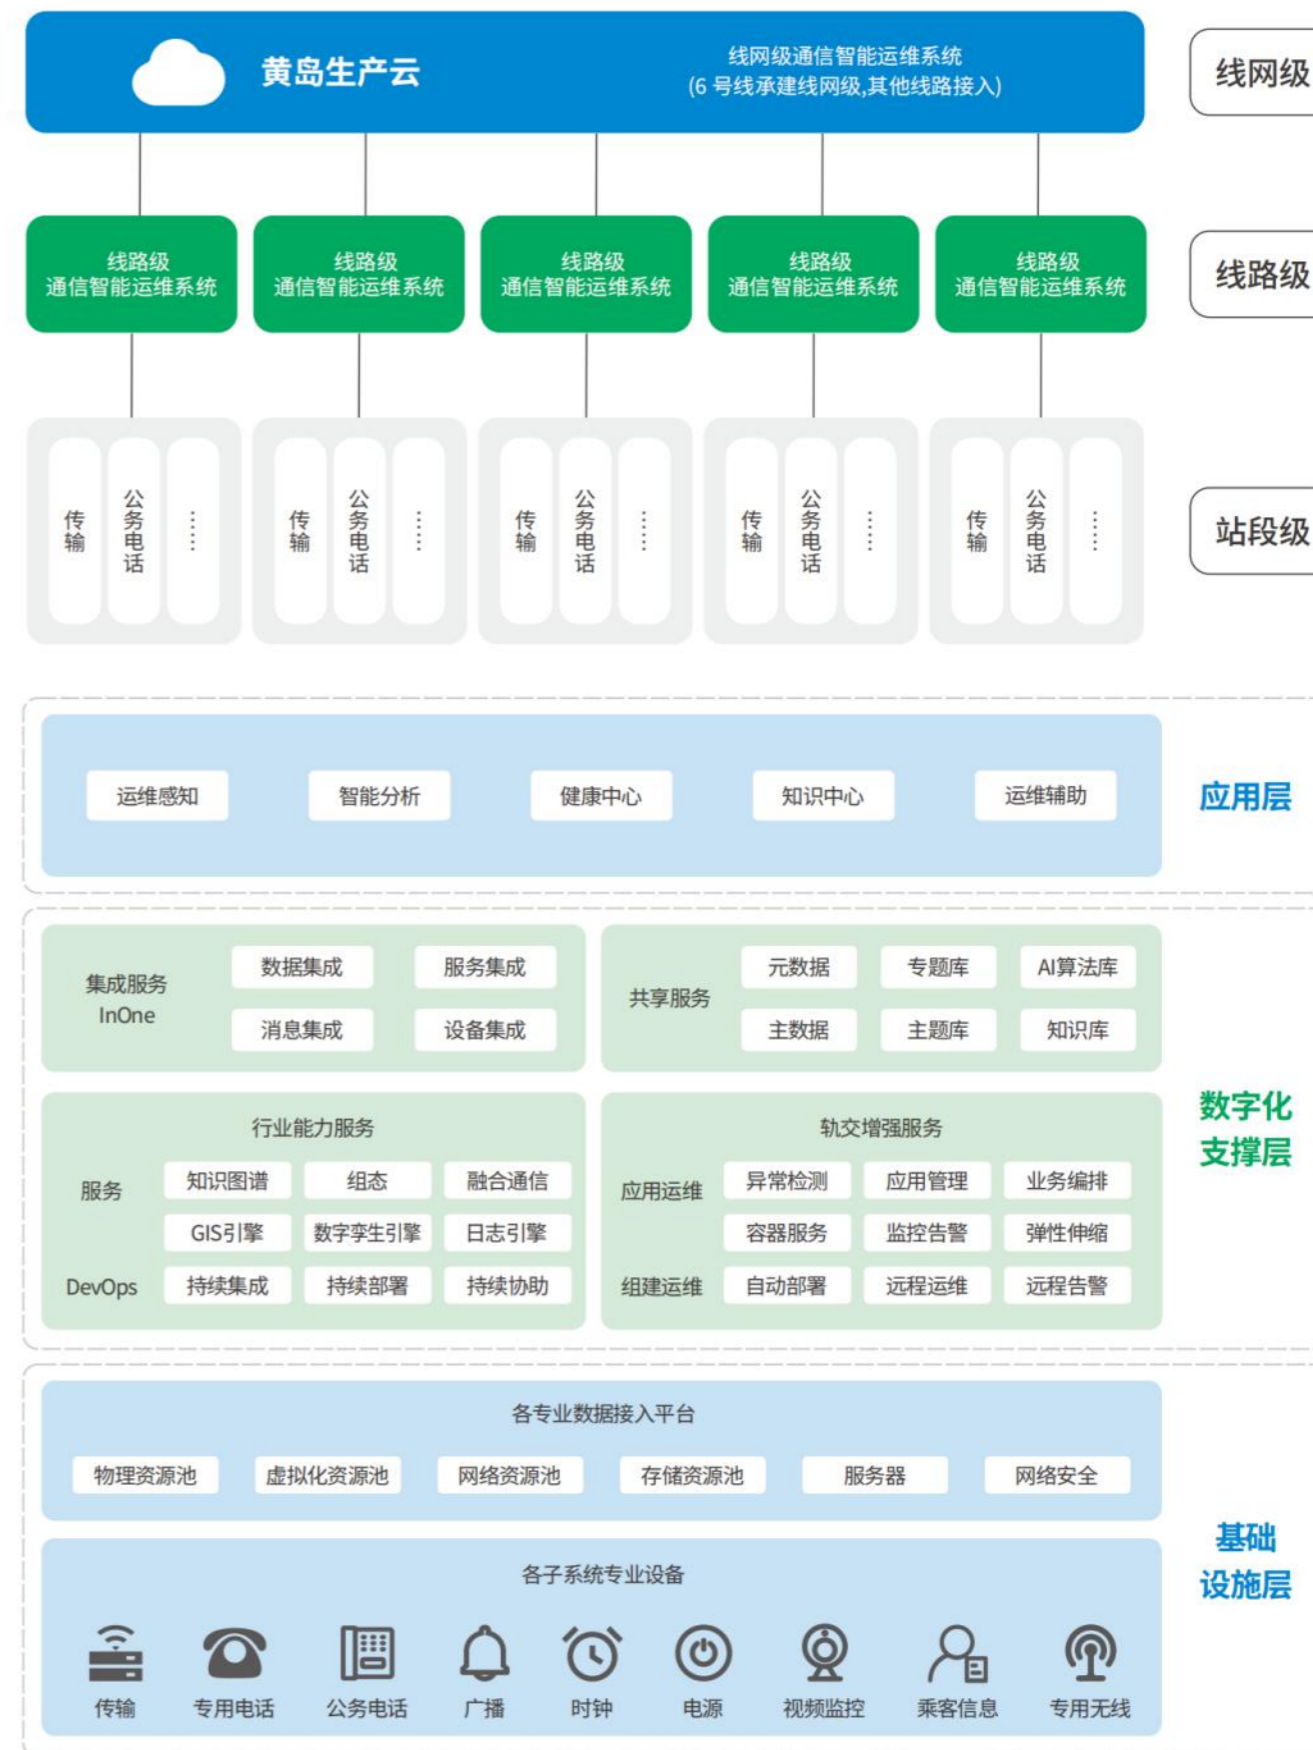 黄岛生产云
线网级通信智能运维系统
(6 号线承建线网级,其他线路接入)
线网级
线路级
通信智能运维系统
线路级
通信智能运维系统
线路级
通信智能运维系统
线路级
通信智能运维系统
线路级
通信智能运维系统
线路级
传输
公务电话
……
传输
公务电话
……
传输
公务电话
……
传输
公务电话
……
传输
公务电话
……
站段级
运维感知
智能分析
健康中心
知识中心
运维辅助
应用层
集成服务
InOne
数据集成
服务集成
消息集成
设备集成
共享服务
元数据
专题库
AI算法库
主数据
主题库
知识库
行业能力服务
服务
知识图谱
组态
融合通信
GIS引擎
数字孪生引擎
日志引擎
DevOps
持续集成
持续部署
持续协助
轨交增强服务
应用运维
异常检测
应用管理
业务编排
容器服务
监控告警
弹性伸缩
组建运维
自动部署
远程运维
远程告警
数字化
支撑层
各专业数据接入平台
物理资源池
虚拟化资源池
网络资源池
存储资源池
服务器
网络安全
各子系统专业设备
传输
专用电话
公务电话
广播
时钟
电源
视频监控
乘客信息
专用无线
基础
设施层